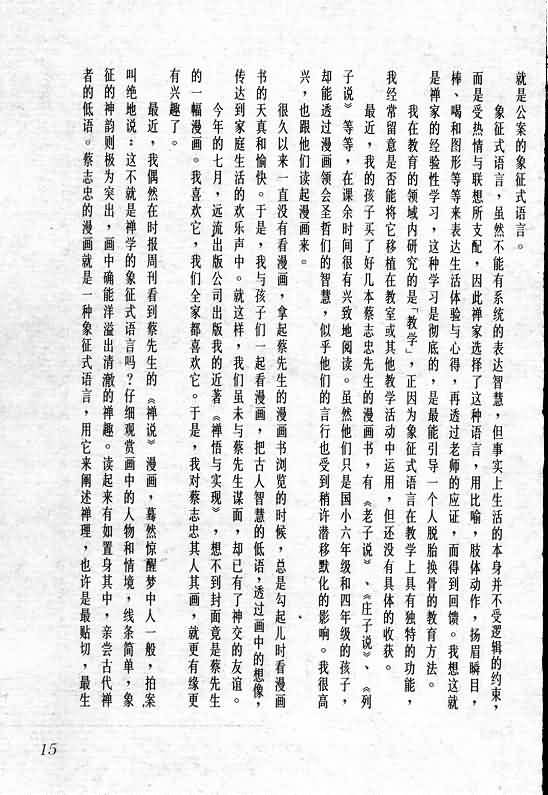 就是公案的象征式语言。
象征式语言，虽然不能有系统的表达智慧，但事实上生活的本身并不受逻辑的约束，
而是受热情与联想所支配，因此禅家选择了这种语言，用比喻，肢体动作，扬眉瞬目，
棒、喝和图形等等来表达生活体验与心得，再透过老师的应证，而得到回馈。我想这就
是禅家的经验性学习，这种学习是彻底的，是最能引导一个人脱胎换骨的教育方法。
我在教育的领域内研究的是「教学」，正因为象征式语言在教学上具有独特的功能，
我经常留意是否能将它移植在教室或其他教学活动中运用，但还没有具体的收获。
最近，我的孩子买了好几本蔡志忠先生的漫画书，有《老子说》、《庄子说》、《列
子说》等等，在课余时间很有兴致地阅读。虽然他们只是国小六年级和四年级的孩子，
却能透过漫画领会圣哲们的智慧，似乎他们的言行也受到稍许潜移默化的影响。我很高
兴，也跟他们读起漫画来。
很久以来一直没有看漫画，拿起蔡先生的漫画书浏览的时候，总是勾起儿时看漫画
书的天真和愉快。于是，我与孩子们一起看漫画，把古人智慧的低语，透过画中的想像，
传达到家庭生活的欢乐声中。就这样，我们虽未与蔡先生谋面，却已有了神交的友谊。
今年的七月，远流出版公司出版我的近著《禅悟与实现》，想不到封面竟是蔡先生
的一幅漫画。我喜欢它，我们全家都喜欢它。于是，我对蔡志忠其人其画，就更有缘更
有兴趣了。
最近，我偶然在时报周刊看到蔡先生的《禅说》漫画，蓦然惊醒梦中人一般，拍案
叫绝地说：这不就是禅学的象征式语言吗？仔细观赏画中的人物和情境，线条简单，象
征的神韵则极为突出，画中确能洋溢出清澈的禅趣。读起来有如置身其中，亲尝古代禅
者的低语。蔡志忠的漫画就是一种象征式语言，用它来阐述禅理，也许是最贴切，最生
15